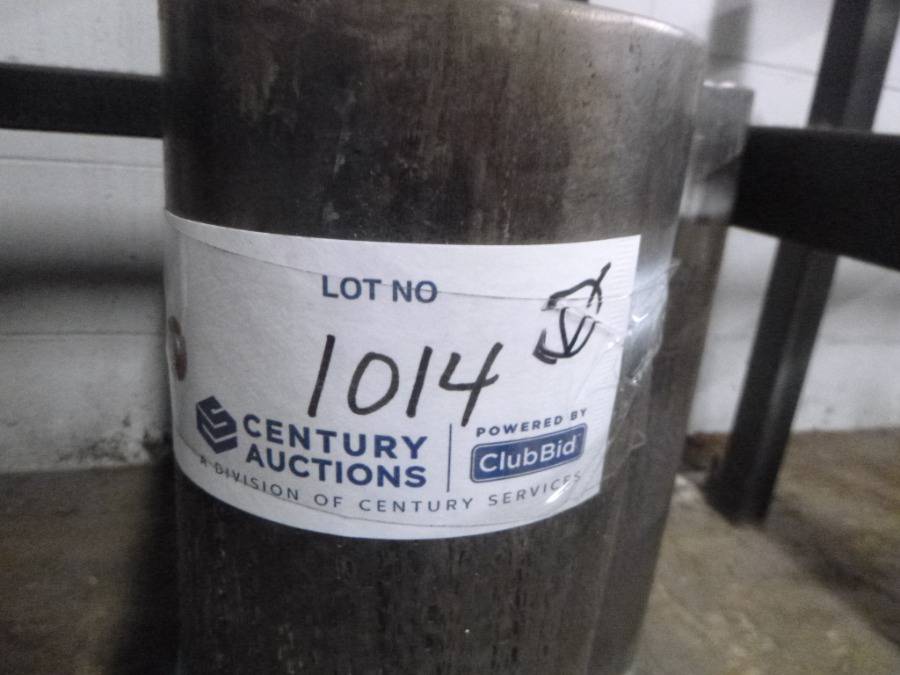 LOT NO
1014
CENTURY AUCTIONS
POWERED BY
ClubBid
A DIVISION OF CENTURY SERVICES